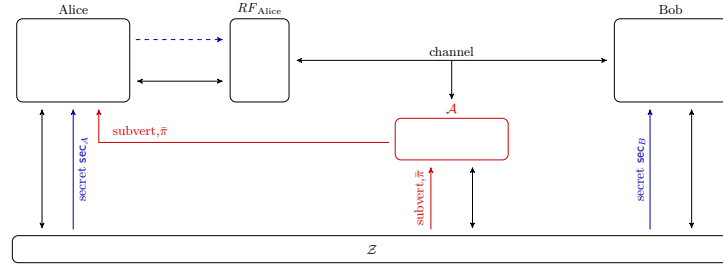 Alice
RF_Alice
Bob
channel
𝒜
subvert,π̄
secret sec_A
subvert,π̄
secret sec_B
𝒵